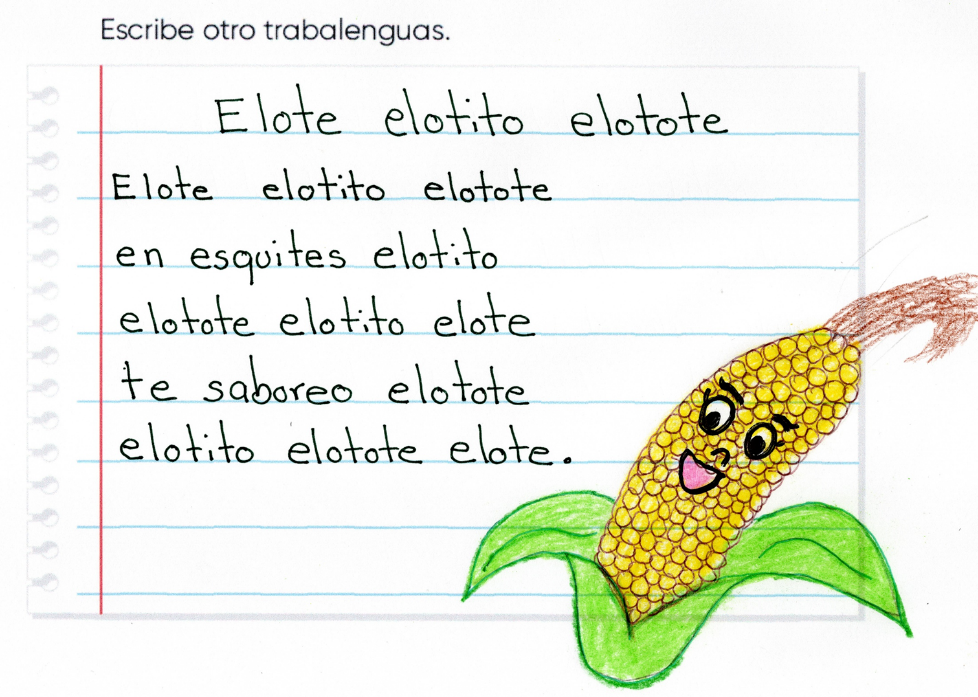 Escribe otro trabalenguas.
Elote elotito elotote
Elote elotito elotote
en esquites elotito
elotote elotito elote
te saboreo elotote
elotito elotote elote.